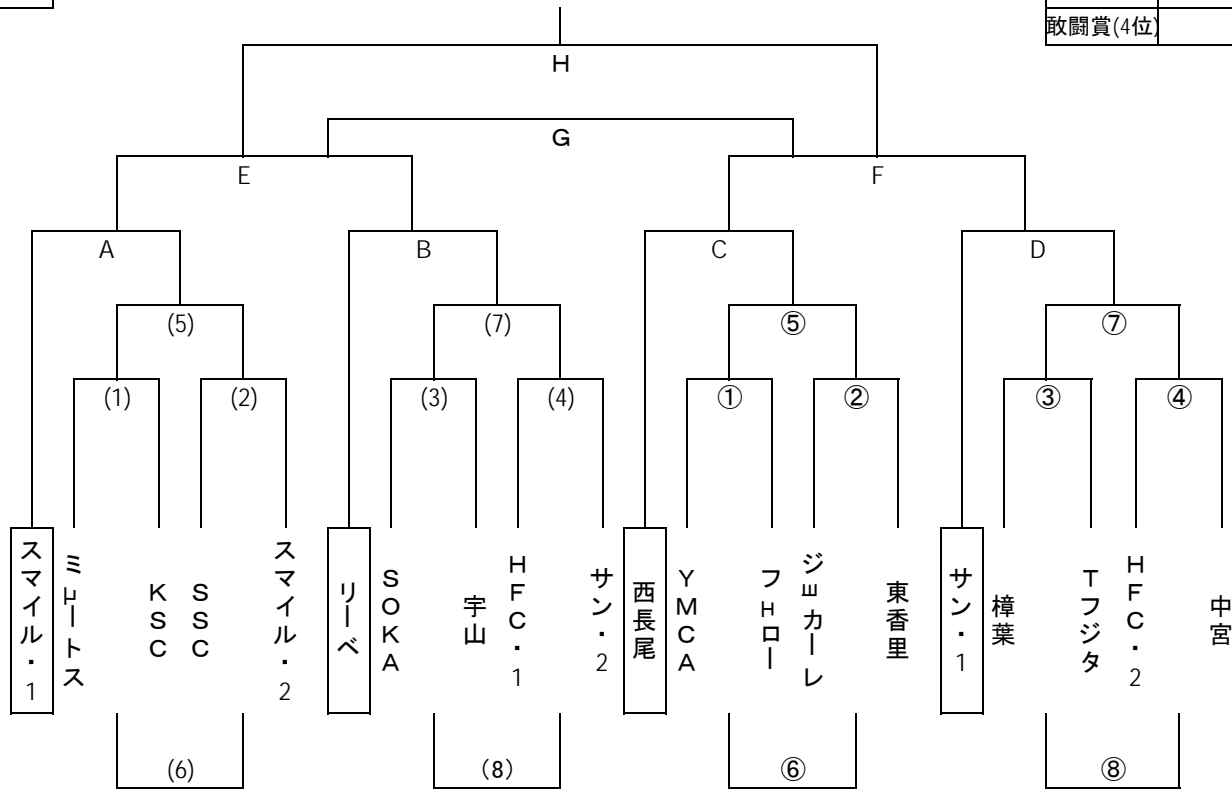 敢闘賞(4位)
H
G
E
F
A
B
C
D
(5)
(7)
⑤
⑦
(1)
(2)
(3)
(4)
①
②
③
④
スマイル・1
ミュートス
KSC
SSC
スマイル・2
リーベ
SOKA
宇山
HFC・1
サン・2
西長尾
YMCA
フェロー
ジョカーレ
東香里
サン・1
樟葉
Tフジタ
HFC・2
中宮
(6)
(8)
⑥
⑧